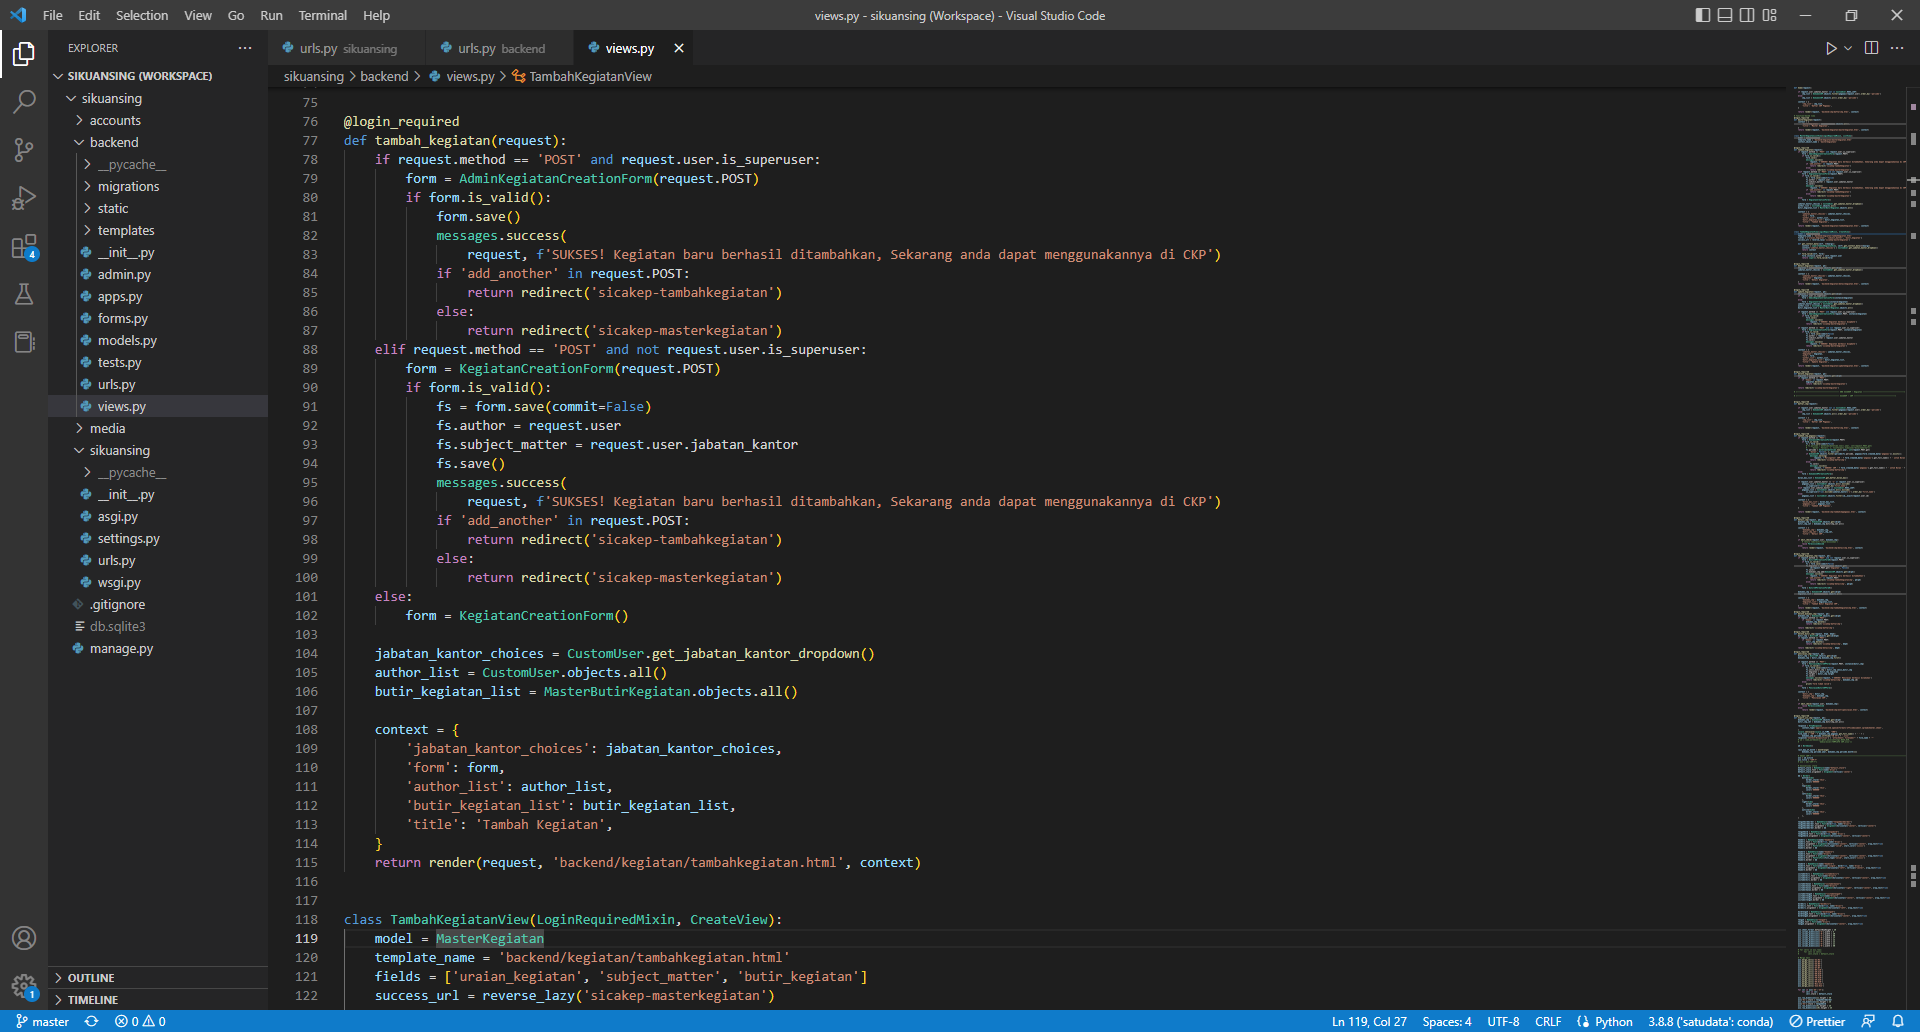 File Edit Selection View Go Run Terminal Help
views.py - sikuansing (Workspace) - Visual Studio Code
EXPLORER
SIKUANSING (WORKSPACE)
sikuansing
accounts
backend
__pycache__
migrations
static
templates
__init__.py
admin.py
apps.py
forms.py
models.py
tests.py
urls.py
views.py
media
sikuansing
__pycache__
__init__.py
asgi.py
settings.py
urls.py
wsgi.py
.gitignore
db.sqlite3
manage.py
OUTLINE
TIMELINE
4
1
urls.py sikuansing
urls.py backend
views.py
sikuansing > backend > views.py > TambahKegiatanView
75
76 @login_required
77 def tambah_kegiatan(request):
78     if request.method == 'POST' and request.user.is_superuser:
79         form = AdminKegiatanCreationForm(request.POST)
80         if form.is_valid():
81             form.save()
82             messages.success(
83                 request, f'SUKSES! Kegiatan baru berhasil ditambahkan, Sekarang anda dapat menggunakannya di CKP')
84             if 'add_another' in request.POST:
85                 return redirect('sicakep-tambahkegiatan')
86             else:
87                 return redirect('sicakep-masterkegiatan')
88     elif request.method == 'POST' and not request.user.is_superuser:
89         form = KegiatanCreationForm(request.POST)
90         if form.is_valid():
91             fs = form.save(commit=False)
92             fs.author = request.user
93             fs.subject_matter = request.user.jabatan_kantor
94             fs.save()
95             messages.success(
96                 request, f'SUKSES! Kegiatan baru berhasil ditambahkan, Sekarang anda dapat menggunakannya di CKP')
97             if 'add_another' in request.POST:
98                 return redirect('sicakep-tambahkegiatan')
99             else:
100                 return redirect('sicakep-masterkegiatan')
101     else:
102         form = KegiatanCreationForm()
103
104     jabatan_kantor_choices = CustomUser.get_jabatan_kantor_dropdown()
105     author_list = CustomUser.objects.all()
106     butir_kegiatan_list = MasterButirKegiatan.objects.all()
107
108     context = {
109         'jabatan_kantor_choices': jabatan_kantor_choices,
110         'form': form,
111         'author_list': author_list,
112         'butir_kegiatan_list': butir_kegiatan_list,
113         'title': 'Tambah Kegiatan',
114     }
115     return render(request, 'backend/kegiatan/tambahkegiatan.html', context)
116
117
118 class TambahKegiatanView(LoginRequiredMixin, CreateView):
119     model = MasterKegiatan
120     template_name = 'backend/kegiatan/tambahkegiatan.html'
121     fields = ['uraian_kegiatan', 'subject_matter', 'butir_kegiatan']
122     success_url = reverse_lazy('sicakep-masterkegiatan')
master 0 0 Ln 119, Col 27 Spaces: 4 UTF-8 CRLF Python 3.8.8 ('satudata': conda) Prettier